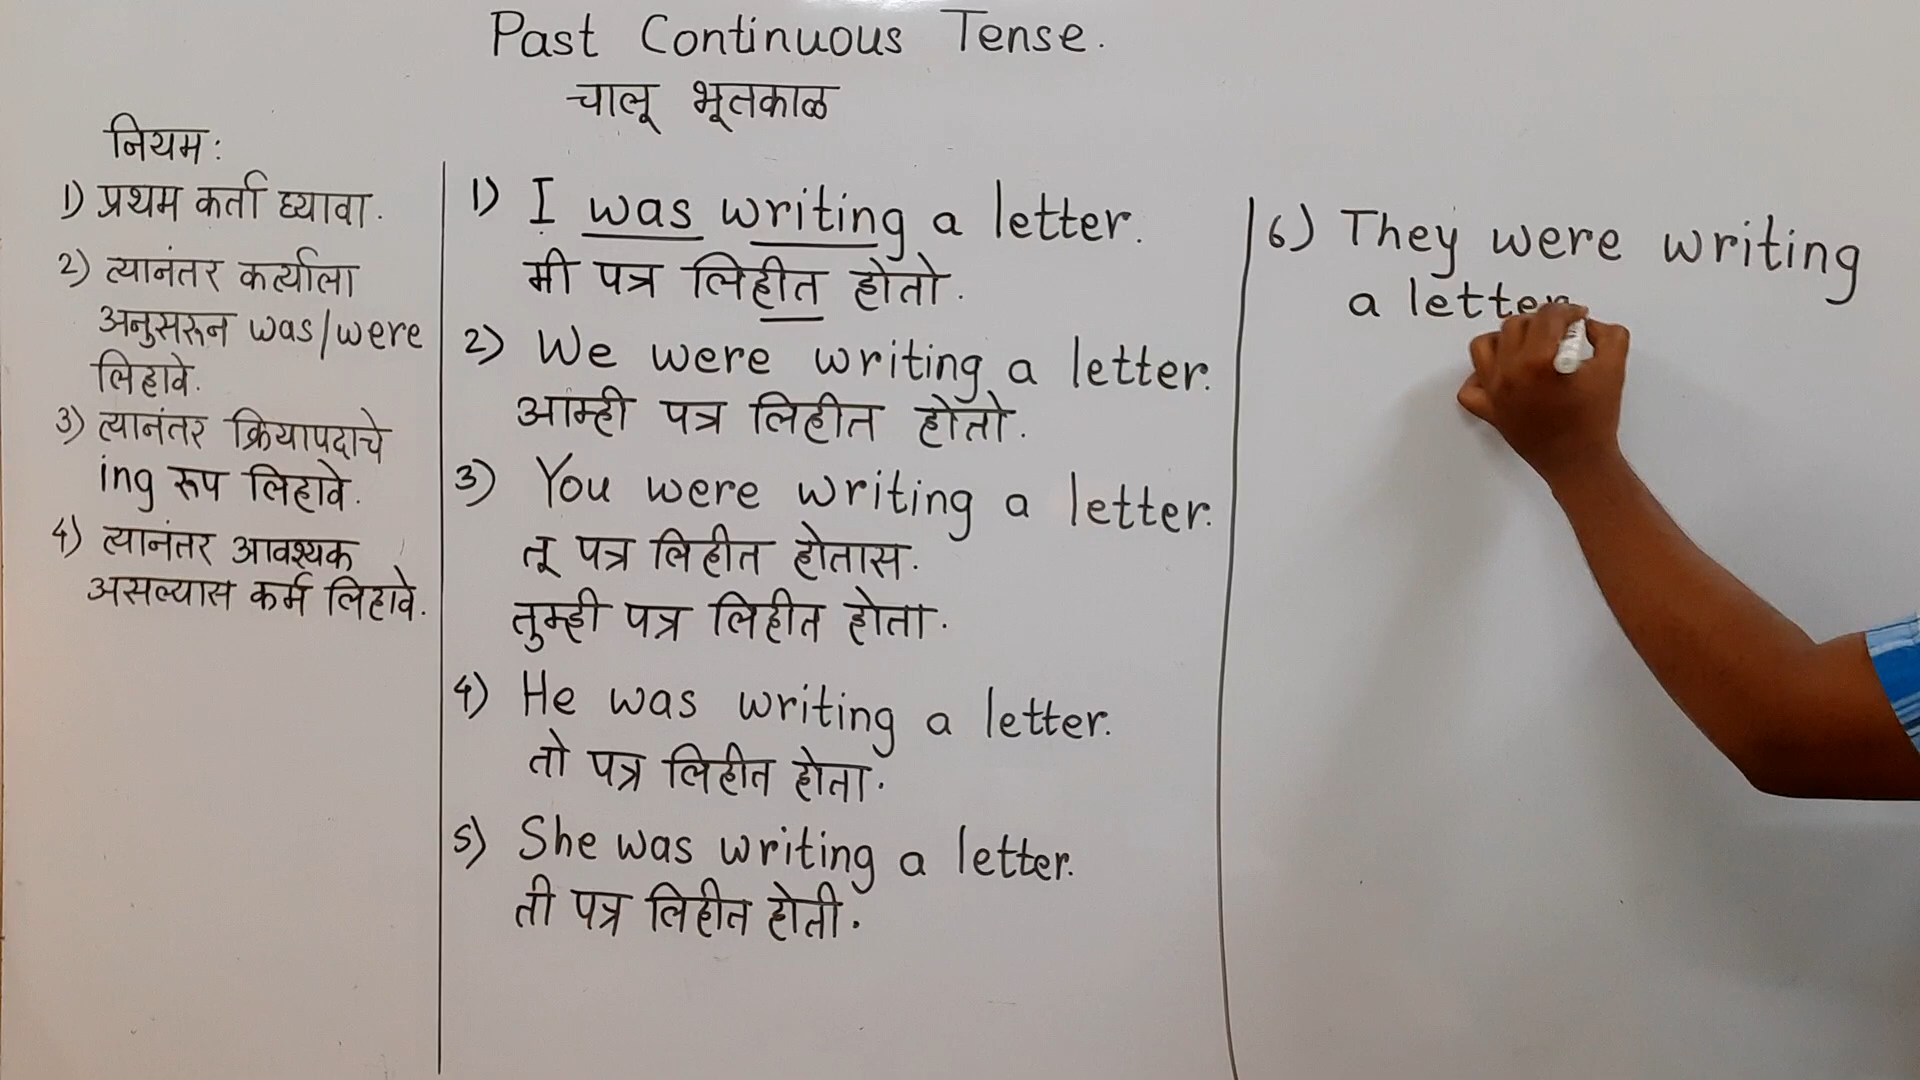 Past Continuous Tense.
चालू भूतकाळ
नियम:
1) प्रथम कर्ता घ्यावा.
2) त्यानंतर कर्त्याला
अनुसरून was/were
लिहावे.
3) त्यानंतर क्रियापदाचे
ing रूप लिहावे.
4) त्यानंतर आवश्यक
असल्यास कर्म लिहावे.
1) I was writing a letter.
मी पत्र लिहीत होतो.
2) We were writing a letter.
आम्ही पत्र लिहीत होतो.
3) You were writing a letter.
तू पत्र लिहीत होतास.
तुम्ही पत्र लिहीत होता.
4) He was writing a letter.
तो पत्र लिहीत होता.
5) She was writing a letter.
ती पत्र लिहीत होती.
6) They were writing
a letter